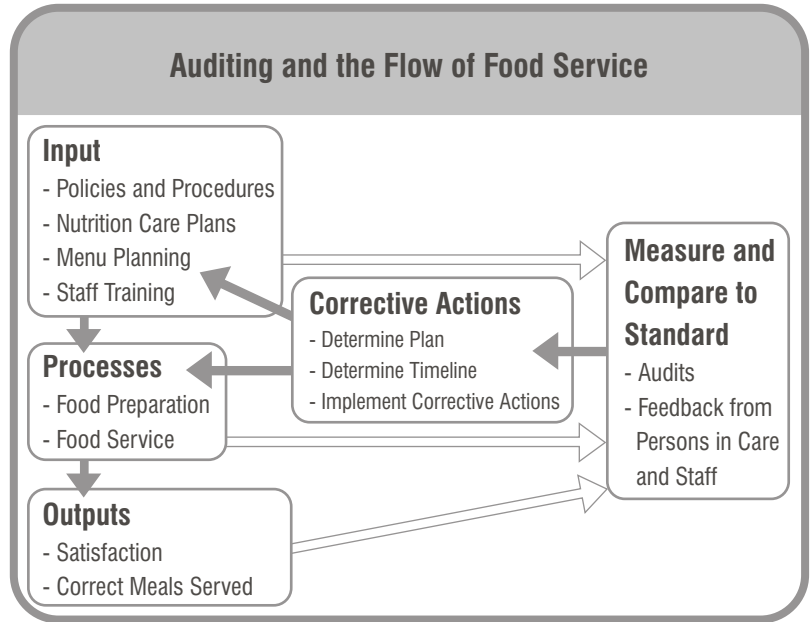 Auditing and the Flow of Food Service
Input
- Policies and Procedures
- Nutrition Care Plans
- Menu Planning
- Staff Training
Processes
- Food Preparation
- Food Service
Outputs
- Satisfaction
- Correct Meals Served
Corrective Actions
- Determine Plan
- Determine Timeline
- Implement Corrective Actions
Measure and
Compare to
Standard
- Audits
- Feedback from
Persons in Care
and Staff